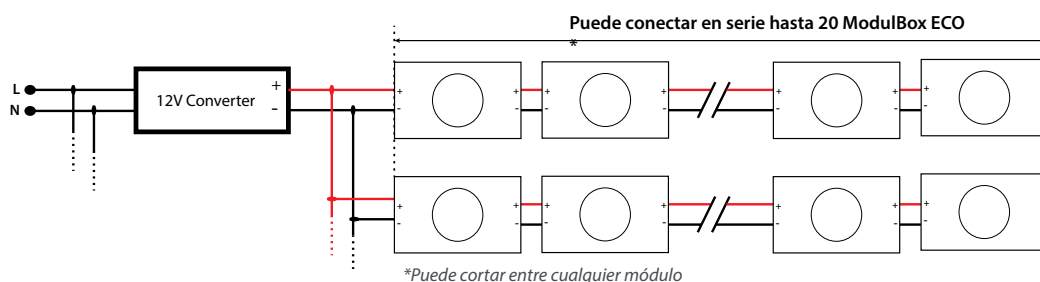 Puede conectar en serie hasta 20 ModulBox ECO
*
L
N
12V Converter
+
-
+ + + + + +
- - - - - -
+ + + + + +
- - - - - -
*Puede cortar entre cualquier módulo